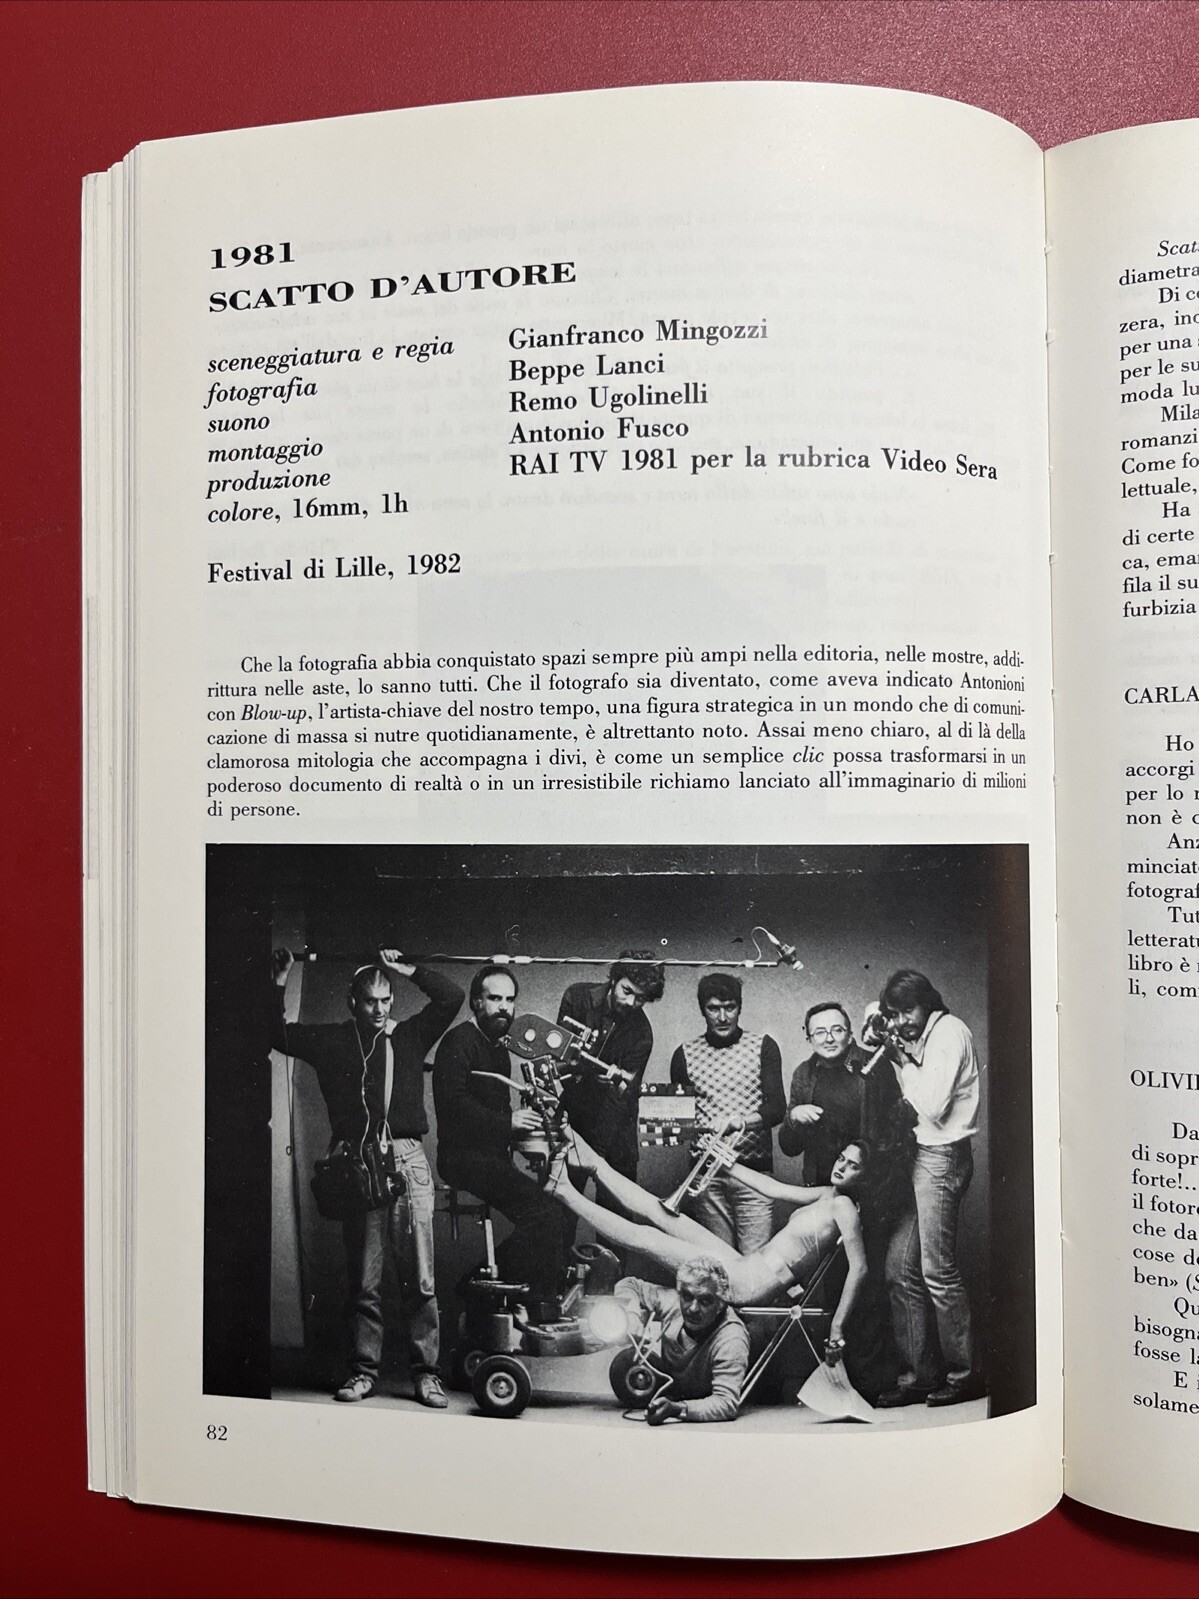 1981
SCATTO D'AUTORE
sceneggiatura e regia Gianfranco Mingozzi
fotografia Beppe Lanci
suono Remo Ugolinelli
montaggio Antonio Fusco
produzione RAI TV 1981 per la rubrica Video Sera
colore, 16mm, 1h
Festival di Lille, 1982
Che la fotografia abbia conquistato spazi sempre più ampi nella editoria, nelle mostre, addi-
rittura nelle aste, lo sanno tutti. Che il fotografo sia diventato, come aveva indicato Antonioni
con Blow-up, l'artista-chiave del nostro tempo, una figura strategica in un mondo che di comuni-
cazione di massa si nutre quotidianamente, è altrettanto noto. Assai meno chiaro, al di là della
clamorosa mitologia che accompagna i divi, è come un semplice clic possa trasformarsi in un
poderoso documento di realtà o in un irresistibile richiamo lanciato all'immaginario di milioni
di persone.
82
diametra
Di
zera,
per una
per le su
moda lu
Mila
romanzi
Come fo
lettuale,
Ha
di certe
ca,
fila il su
furbizia
CARLA
Ho
accorgi
per lo
non è
Anz
minciat
fotograf
Tut
letterat
libro è
li, com
OLIVI
Da
di sopr
forte!..
il foto
che da
cose
ben» (
Qu
bisogna
fosse
E
solame